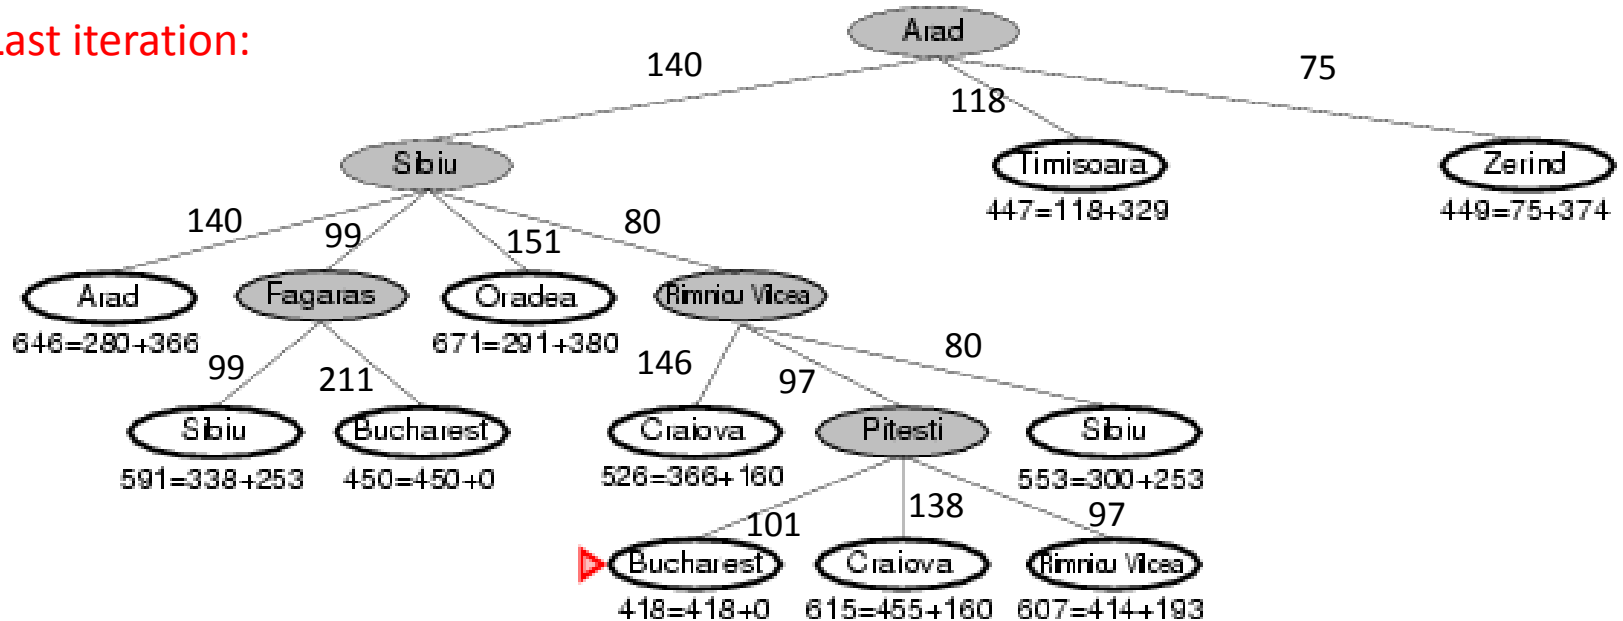 Last iteration:
Arad
140
118
75
Sibiu
Timisoara
Zerind
447=118+329
449=75+374
140
99
151
80
Arad
Fagaras
Oradea
Rimnicu Vilcea
646=280+366
671=291+380
99
211
146
97
80
Sibiu
Bucharest
Craiova
Pitesti
Sibiu
591=338+253
450=450+0
526=366+160
553=300+253
101
138
97
Bucharest
Craiova
Rimnicu Vilcea
418=418+0
615=455+160
607=414+193